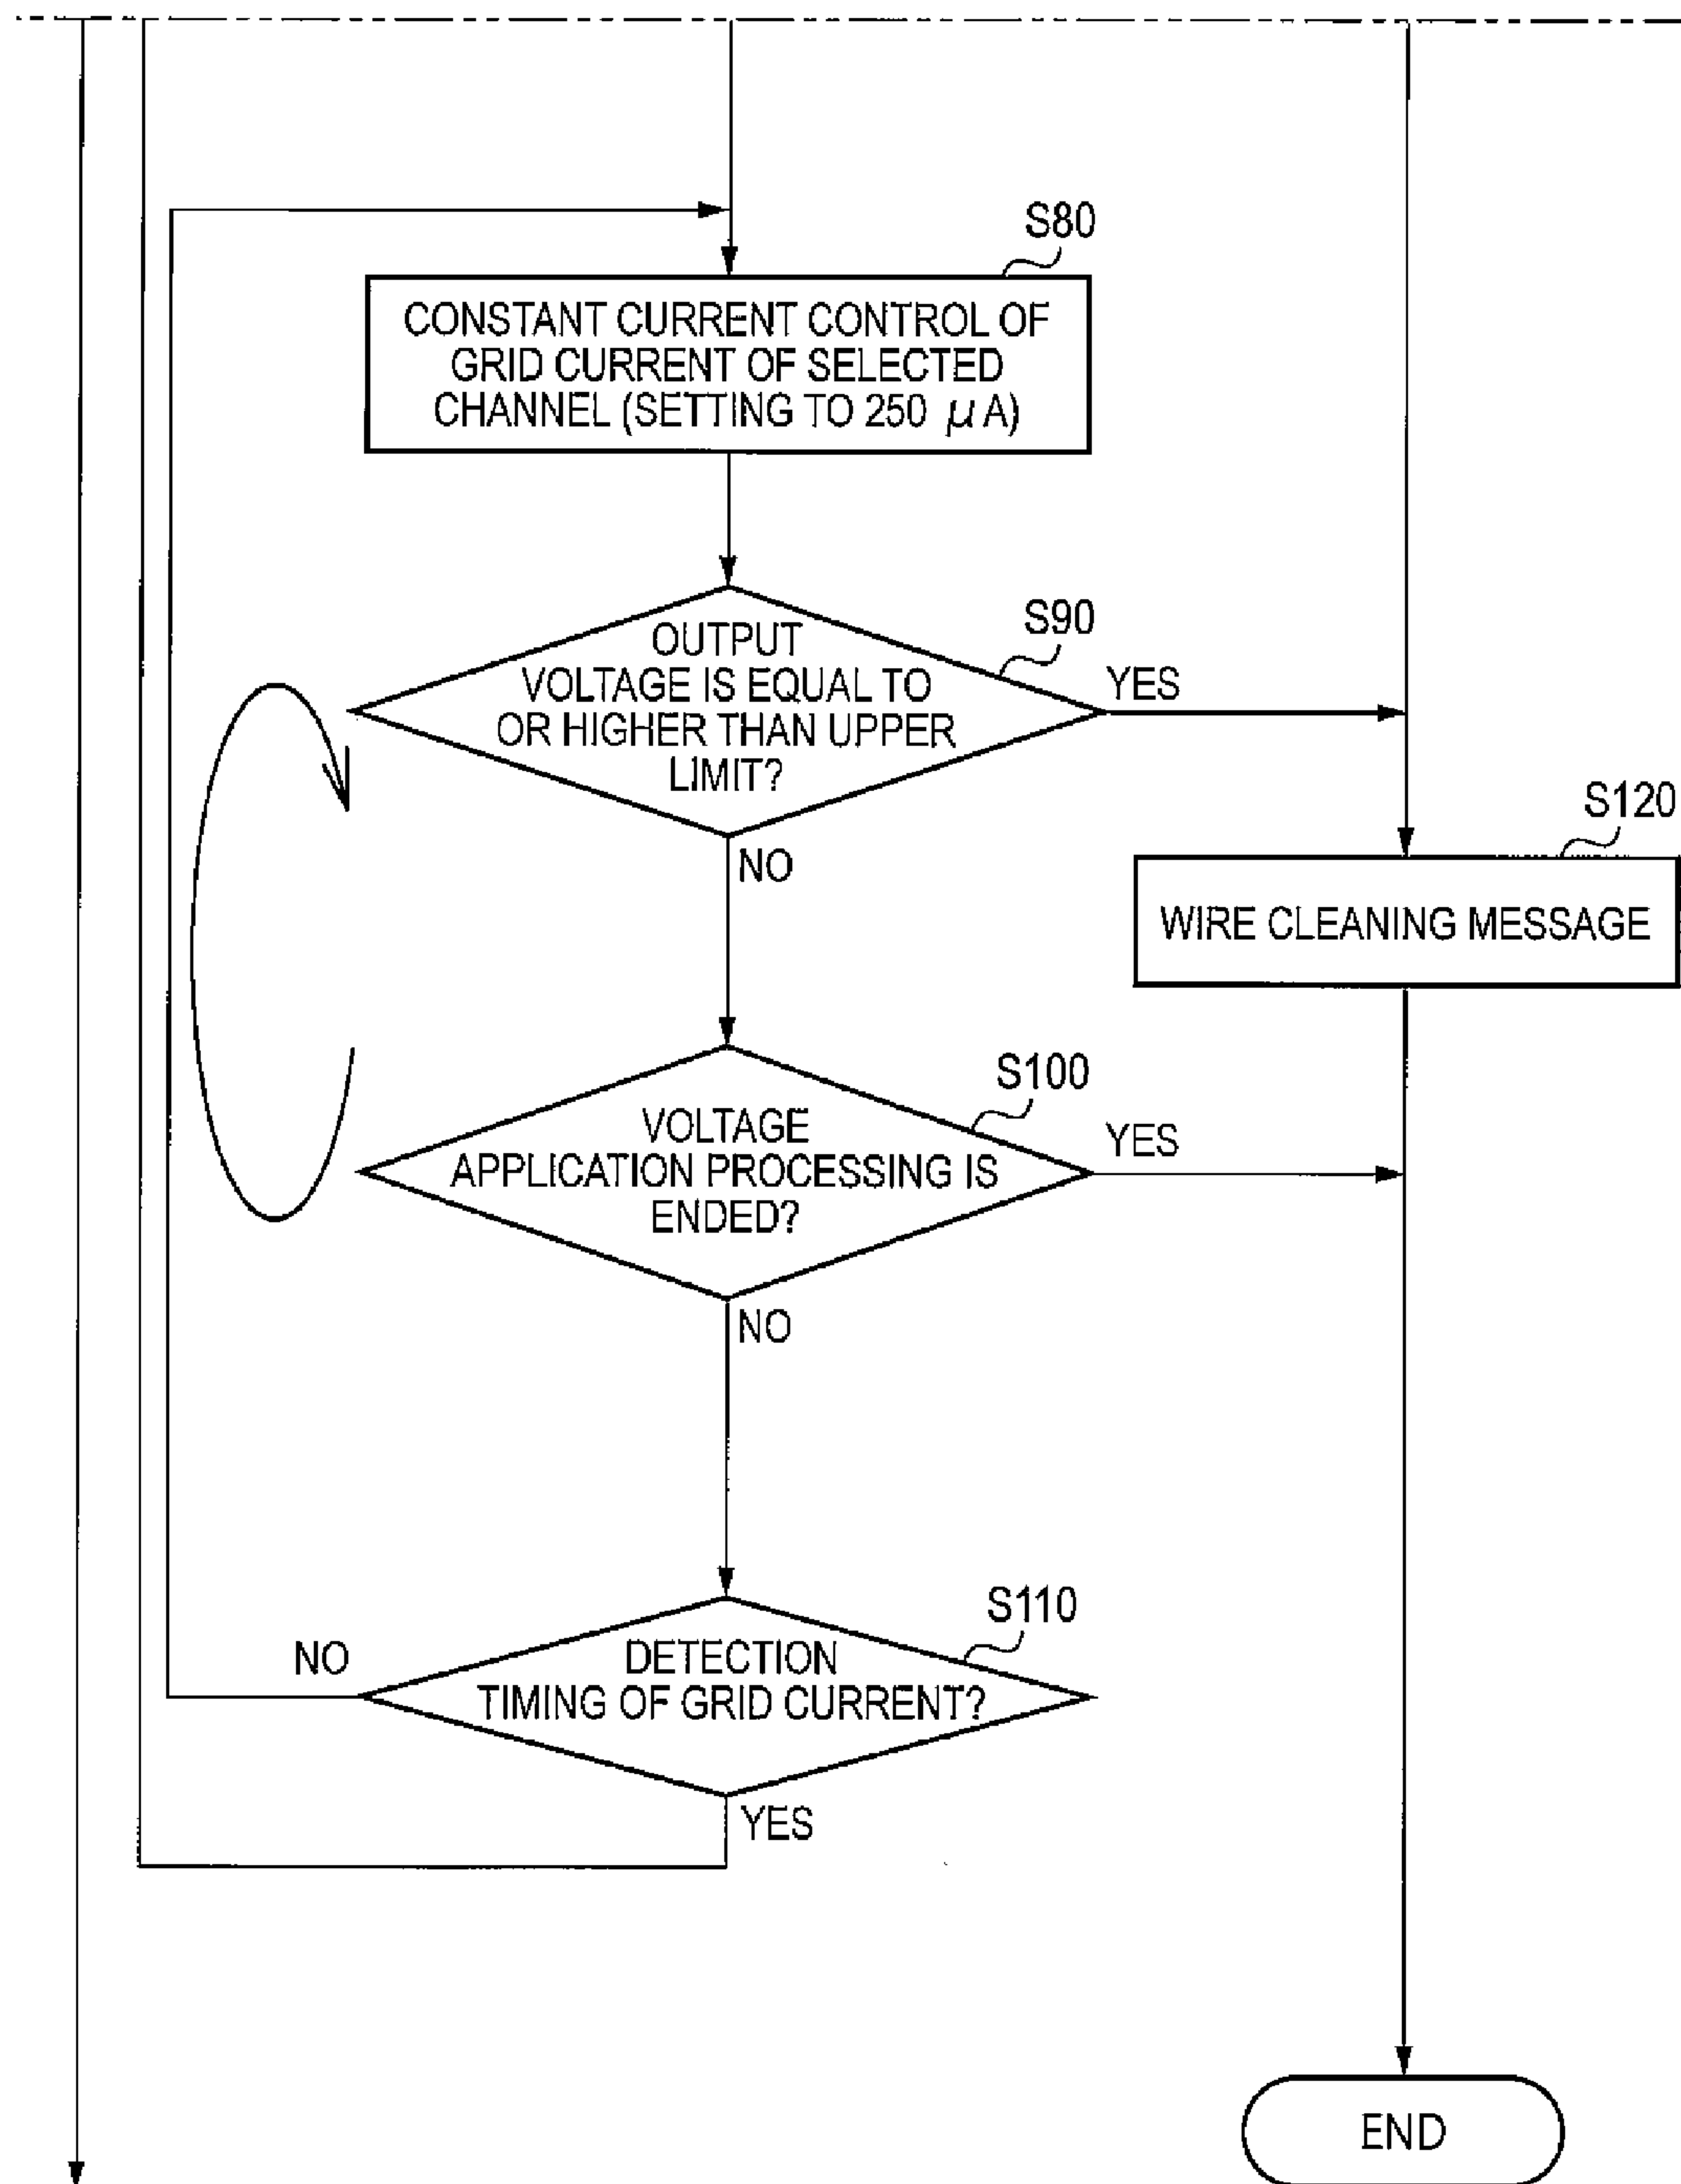 S80
CONSTANT CURRENT CONTROL OF
GRID CURRENT OF SELECTED
CHANNEL (SETTING TO 250 μA)
S90
OUTPUT
VOLTAGE IS EQUAL TO
OR HIGHER THAN UPPER
LIMIT?
YES
NO
S120
WIRE CLEANING MESSAGE
S100
VOLTAGE
APPLICATION PROCESSING IS
ENDED?
YES
NO
S110
DETECTION
TIMING OF GRID CURRENT?
NO
YES
END